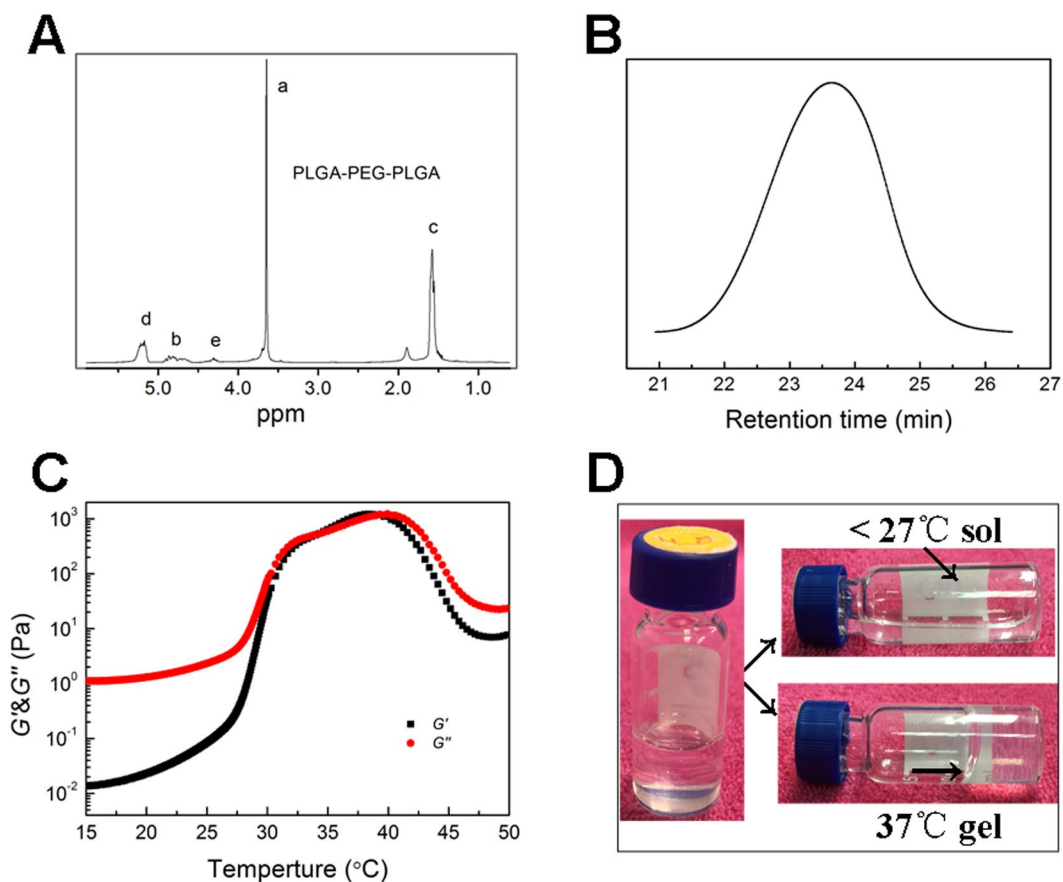 A
a
PLGA-PEG-PLGA
c
d
b
e
5.0 4.0 3.0 2.0 1.0
ppm
B
21 22 23 24 25 26 27
Retention time (min)
C
10³
10²
10¹
10⁰
10⁻¹
10⁻²
G'&G'' (Pa)
G'
G''
15 20 25 30 35 40 45 50
Temperture (°C)
D
< 27℃ sol
37℃ gel